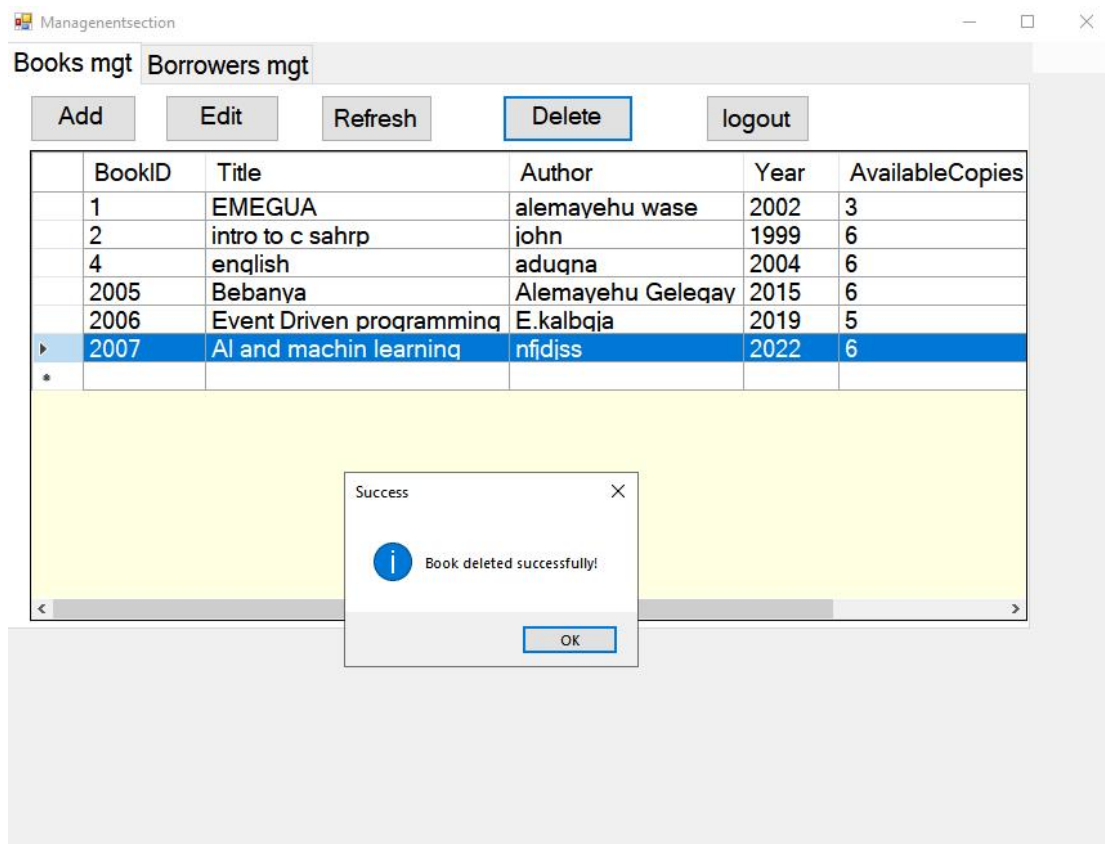 Managenentsection
Books mgt Borrowers mgt
Add Edit Refresh Delete logout
BookID Title Author Year AvailableCopies
1 EMEGUA alemayehu wase 2002 3
2 intro to c sahrp john 1999 6
4 english adugna 2004 6
2005 Bebanya Alemayehu Gelegay 2015 6
2006 Event Driven programming E.kalbgja 2019 5
2007 AI and machin learning nfjdjss 2022 6
Success
Book deleted successfully!
OK